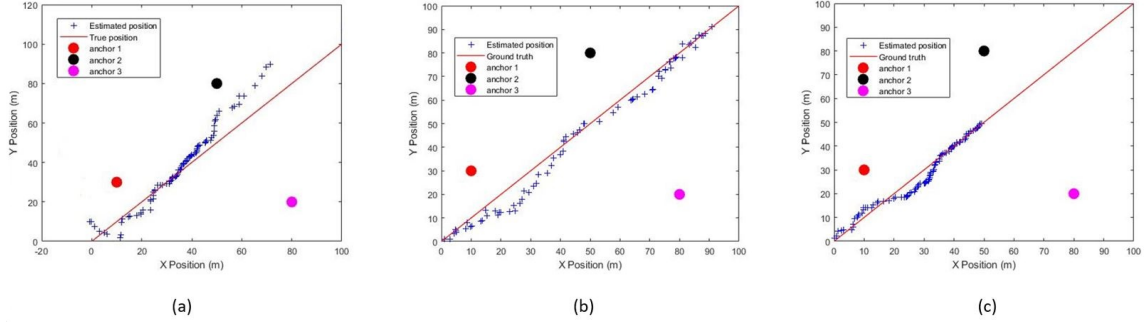 120
100
80
60
40
20
0
-20
0
20
40
60
80
100
X Position (m)
Y Position (m)
Estimated position
True position
anchor 1
anchor 2
anchor 3
(a)
100
90
80
70
60
50
40
30
20
10
0
0
10
20
30
40
50
60
70
80
90
100
X Position (m)
Y Position (m)
Estimated position
Ground truth
anchor 1
anchor 2
anchor 3
(b)
100
90
80
70
60
50
40
30
20
10
0
0
10
20
30
40
50
60
70
80
90
100
X Position (m)
Y Position (m)
Estimated position
Ground truth
anchor 1
anchor 2
anchor 3
(c)